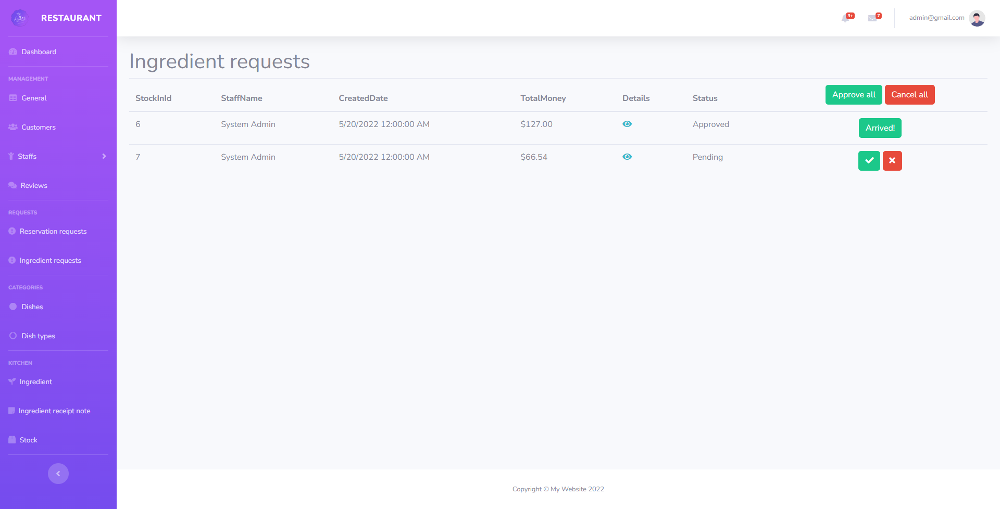 RESTAURANT
3+
7
admin@gmail.com
Dashboard
MANAGEMENT
General
Customers
Staffs
Reviews
REQUESTS
Reservation requests
Ingredient requests
CATEGORIES
Dishes
Dish types
KITCHEN
Ingredient
Ingredient receipt note
Stock
Ingredient requests
StockInId StaffName CreatedDate TotalMoney Details Status Approve all Cancel all
6 System Admin 5/20/2022 12:00:00 AM $127.00 Approved Arrived!
7 System Admin 5/20/2022 12:00:00 AM $66.54 Pending
Copyright © My Website 2022